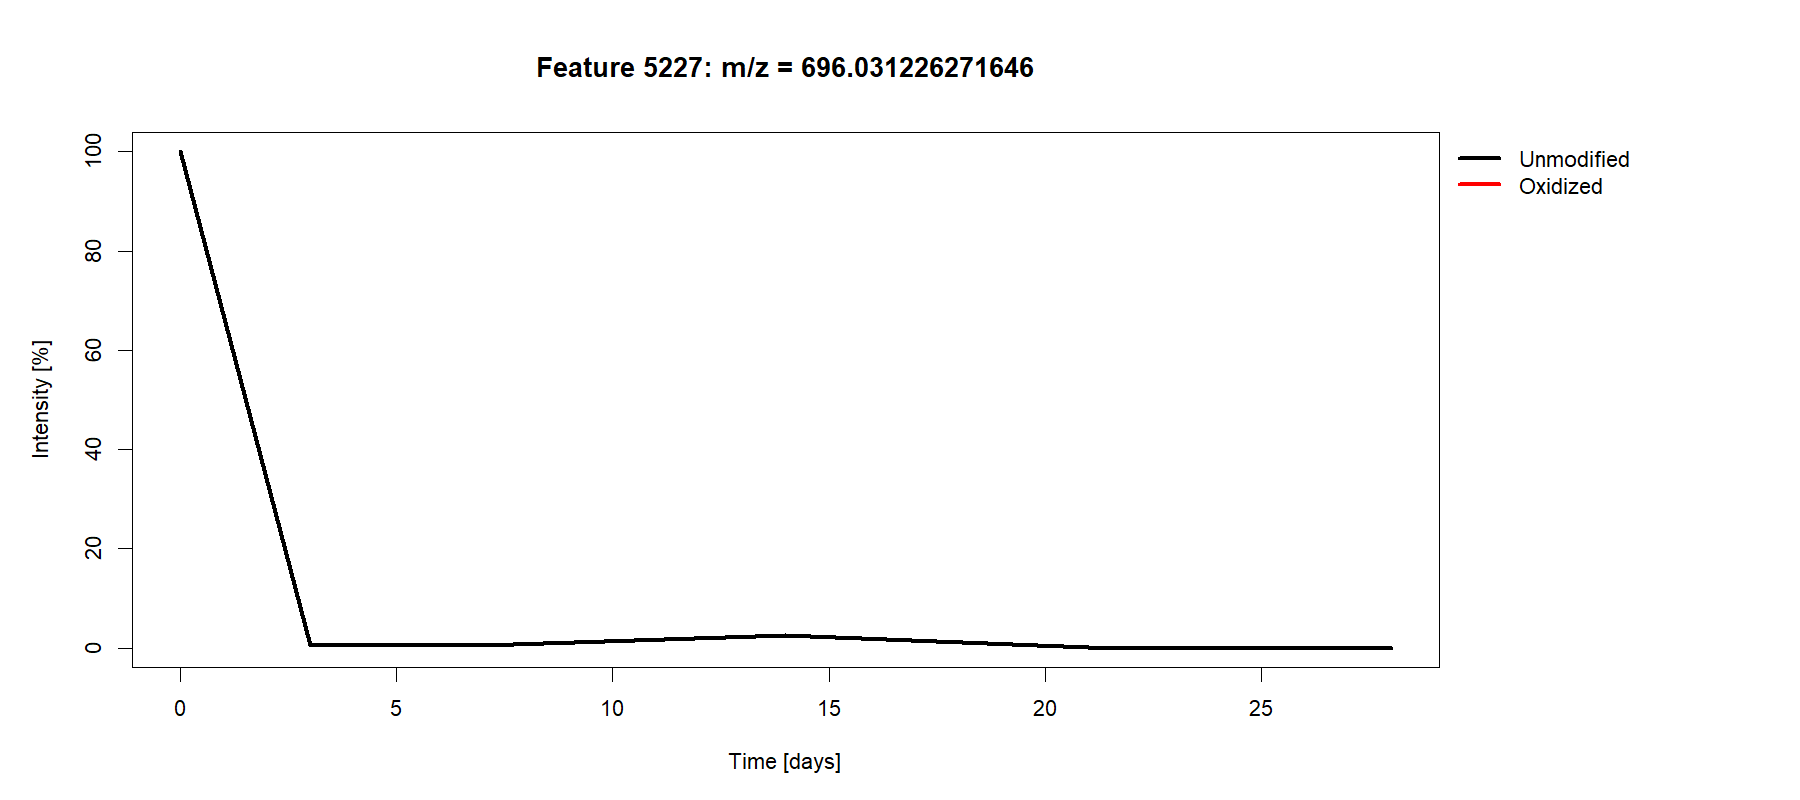 Feature 5227: m/z = 696.031226271646
Unmodified
Oxidized
Intensity [%]
100
80
60
40
20
0
0 5 10 15 20 25
Time [days]